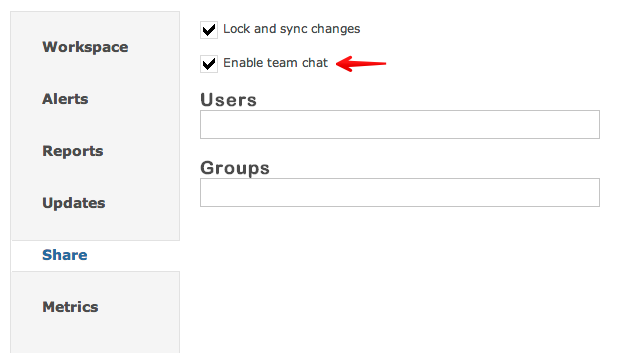 Workspace
Alerts
Reports
Updates
Share
Metrics
Lock and sync changes
Enable team chat
Users
Groups